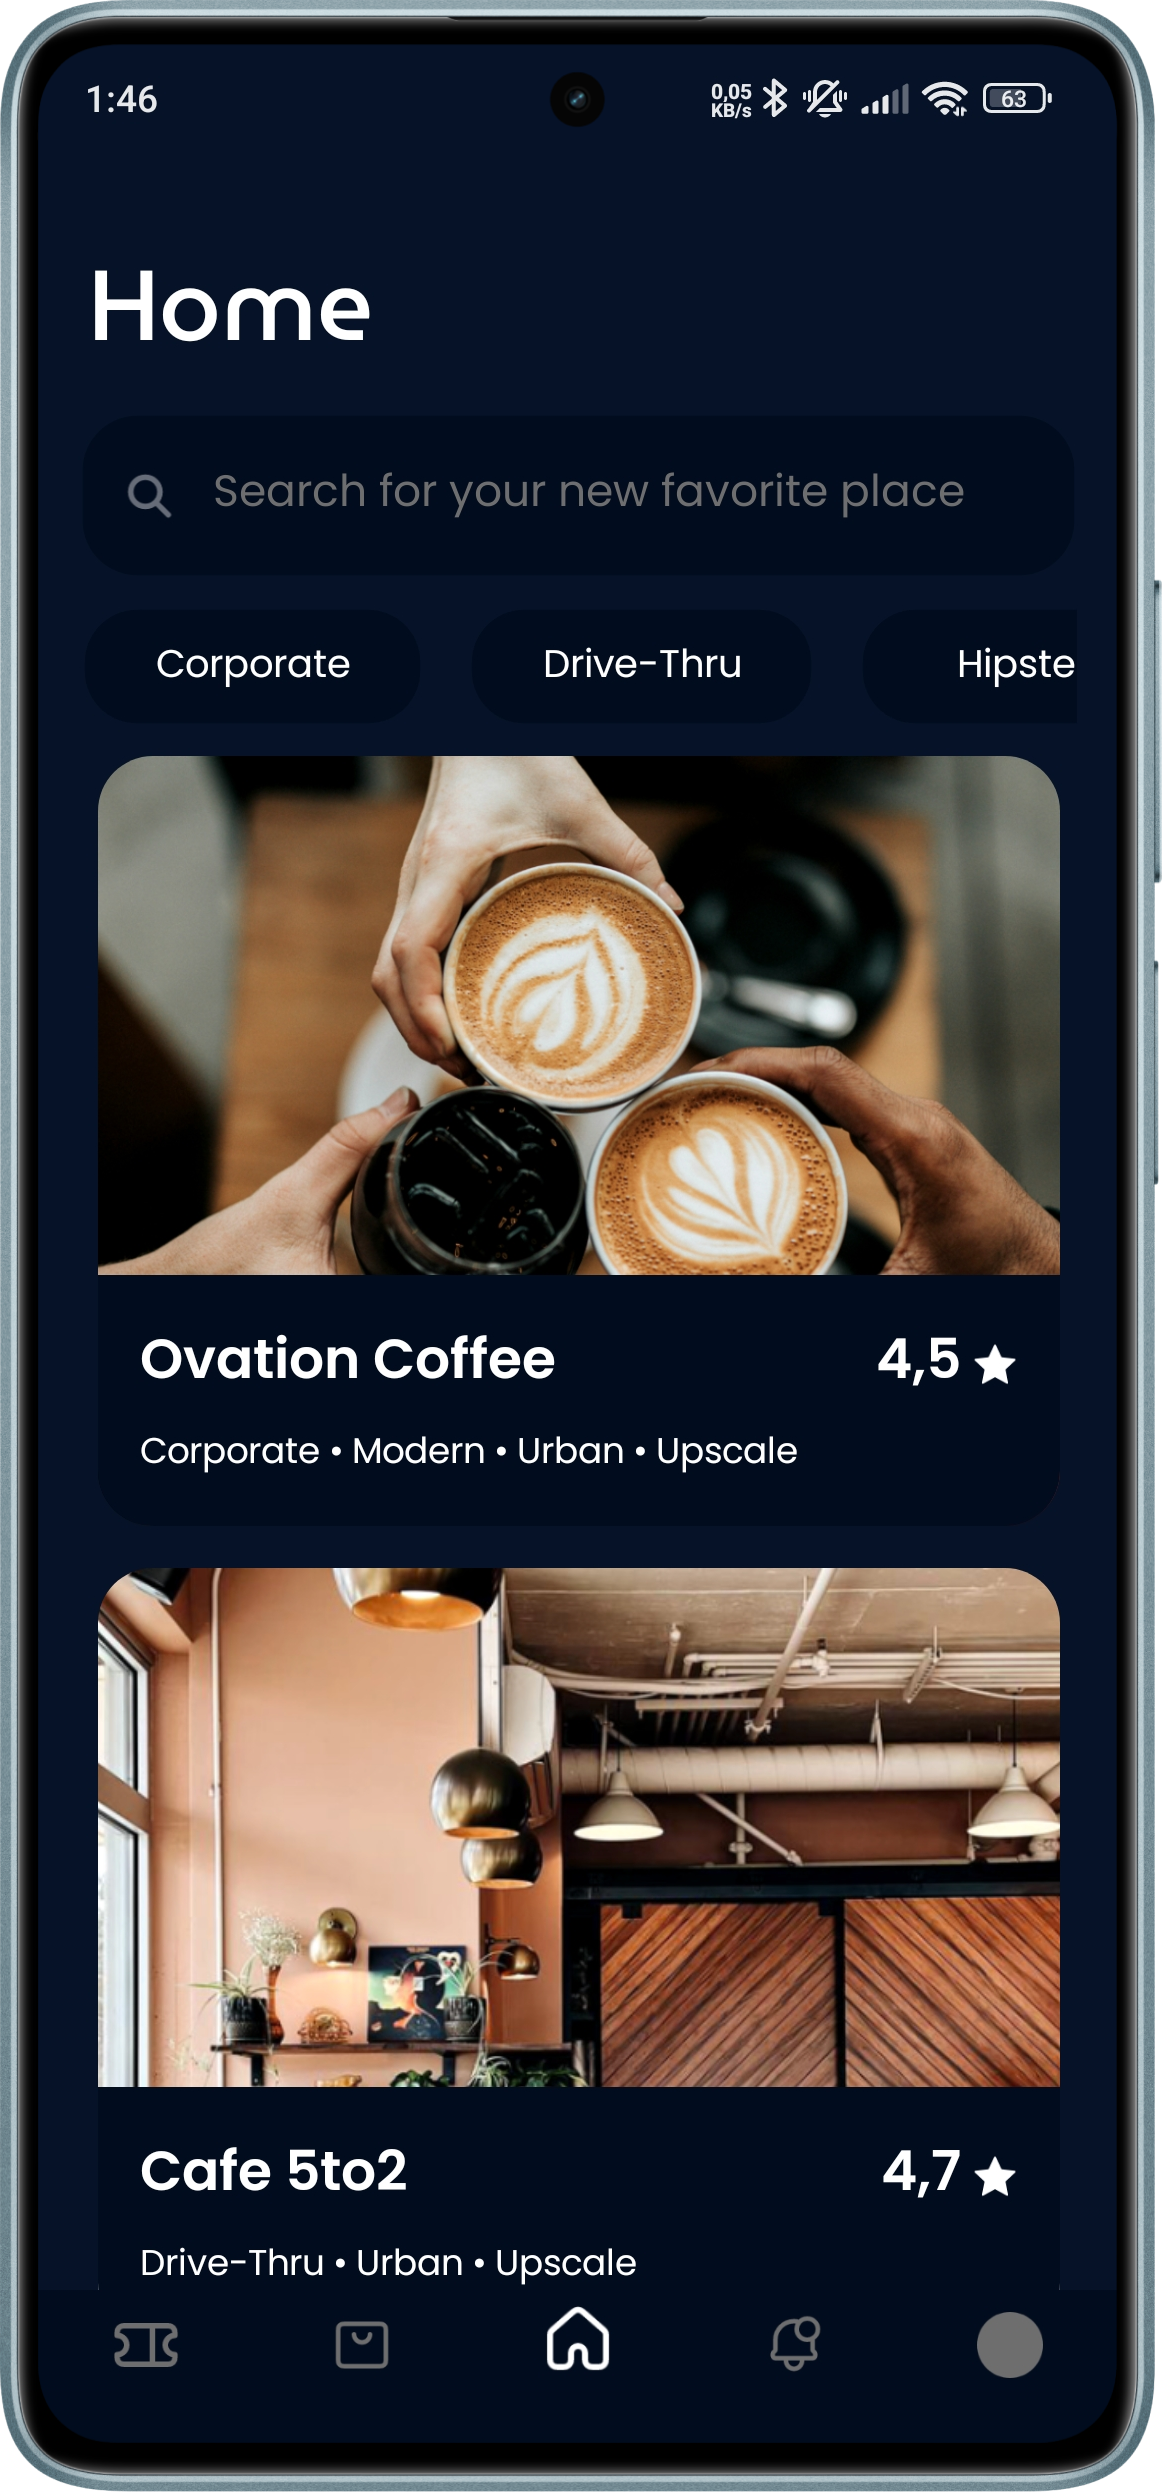 1:46
0,05
KB/s
63
Home
Search for your new favorite place
Corporate
Drive-Thru
Hipste
Ovation Coffee
4,5
Corporate • Modern • Urban • Upscale
Cafe 5to2
4,7
Drive-Thru • Urban • Upscale